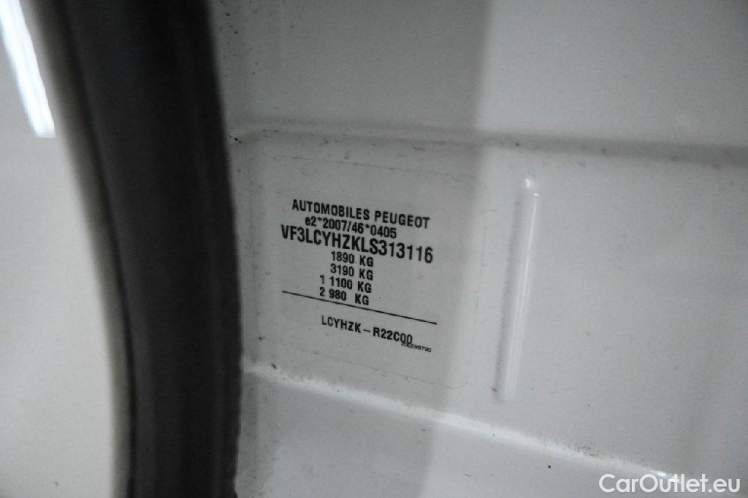 AUTOMOBILES PEUGEOT
e2*2007/46*0405
VF3LCYHZKLS313116
1890 KG
3190 KG
1 1100 KG
2 980 KG
LCYHZK-R22C00
CarOutlet.eu